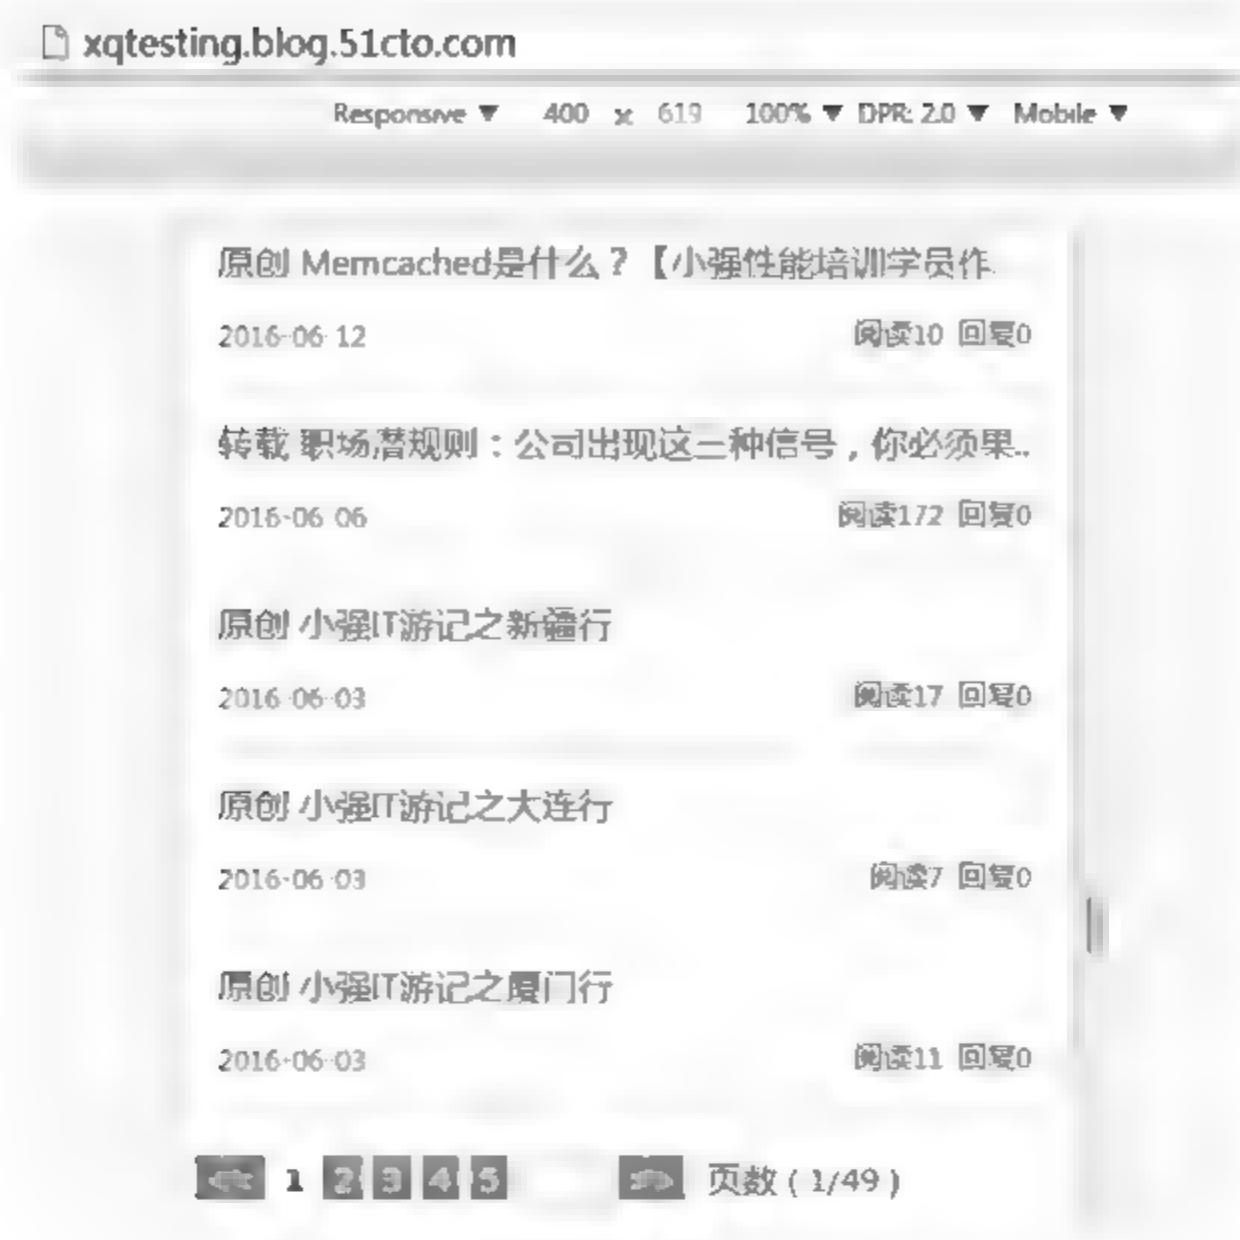 xqtesting.blog.51cto.com
Responsive ▼ 400 x 619 100% ▼ DPR: 2.0 ▼ Mobile ▼
原创 Memcached是什么？【小强性能培训学员作.
2016-06-12 阅读10 回复0
转载 职场潜规则：公司出现这三种信号，你必须果..
2016-06-06 阅读172 回复0
原创 小强IT游记之新疆行
2016-06-03 阅读17 回复0
原创 小强IT游记之大连行
2016-06-03 阅读7 回复0
原创 小强IT游记之厦门行
2016-06-03 阅读11 回复0
<< 1 2 3 4 5 >> 页数 ( 1/49 )